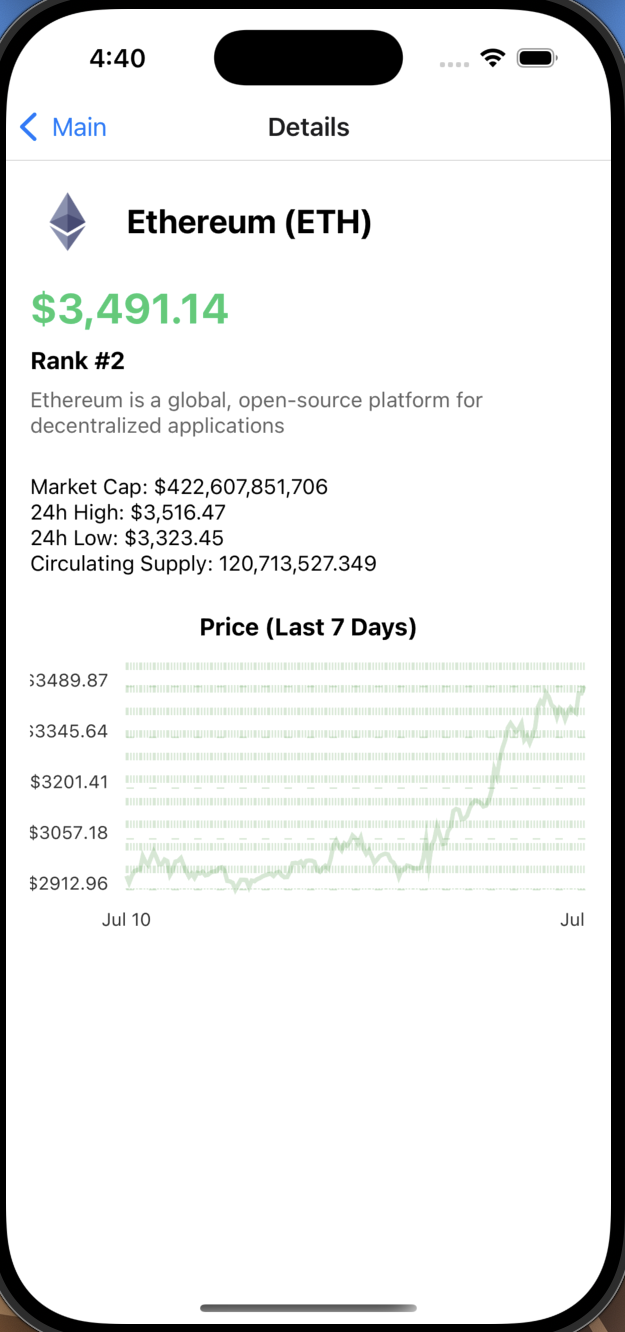 4:40
Main
Details
Ethereum (ETH)
$3,491.14
Rank #2
Ethereum is a global, open-source platform for
decentralized applications
Market Cap: $422,607,851,706
24h High: $3,516.47
24h Low: $3,323.45
Circulating Supply: 120,713,527.349
Price (Last 7 Days)
$3489.87
$3345.64
$3201.41
$3057.18
$2912.96
Jul 10
Jul